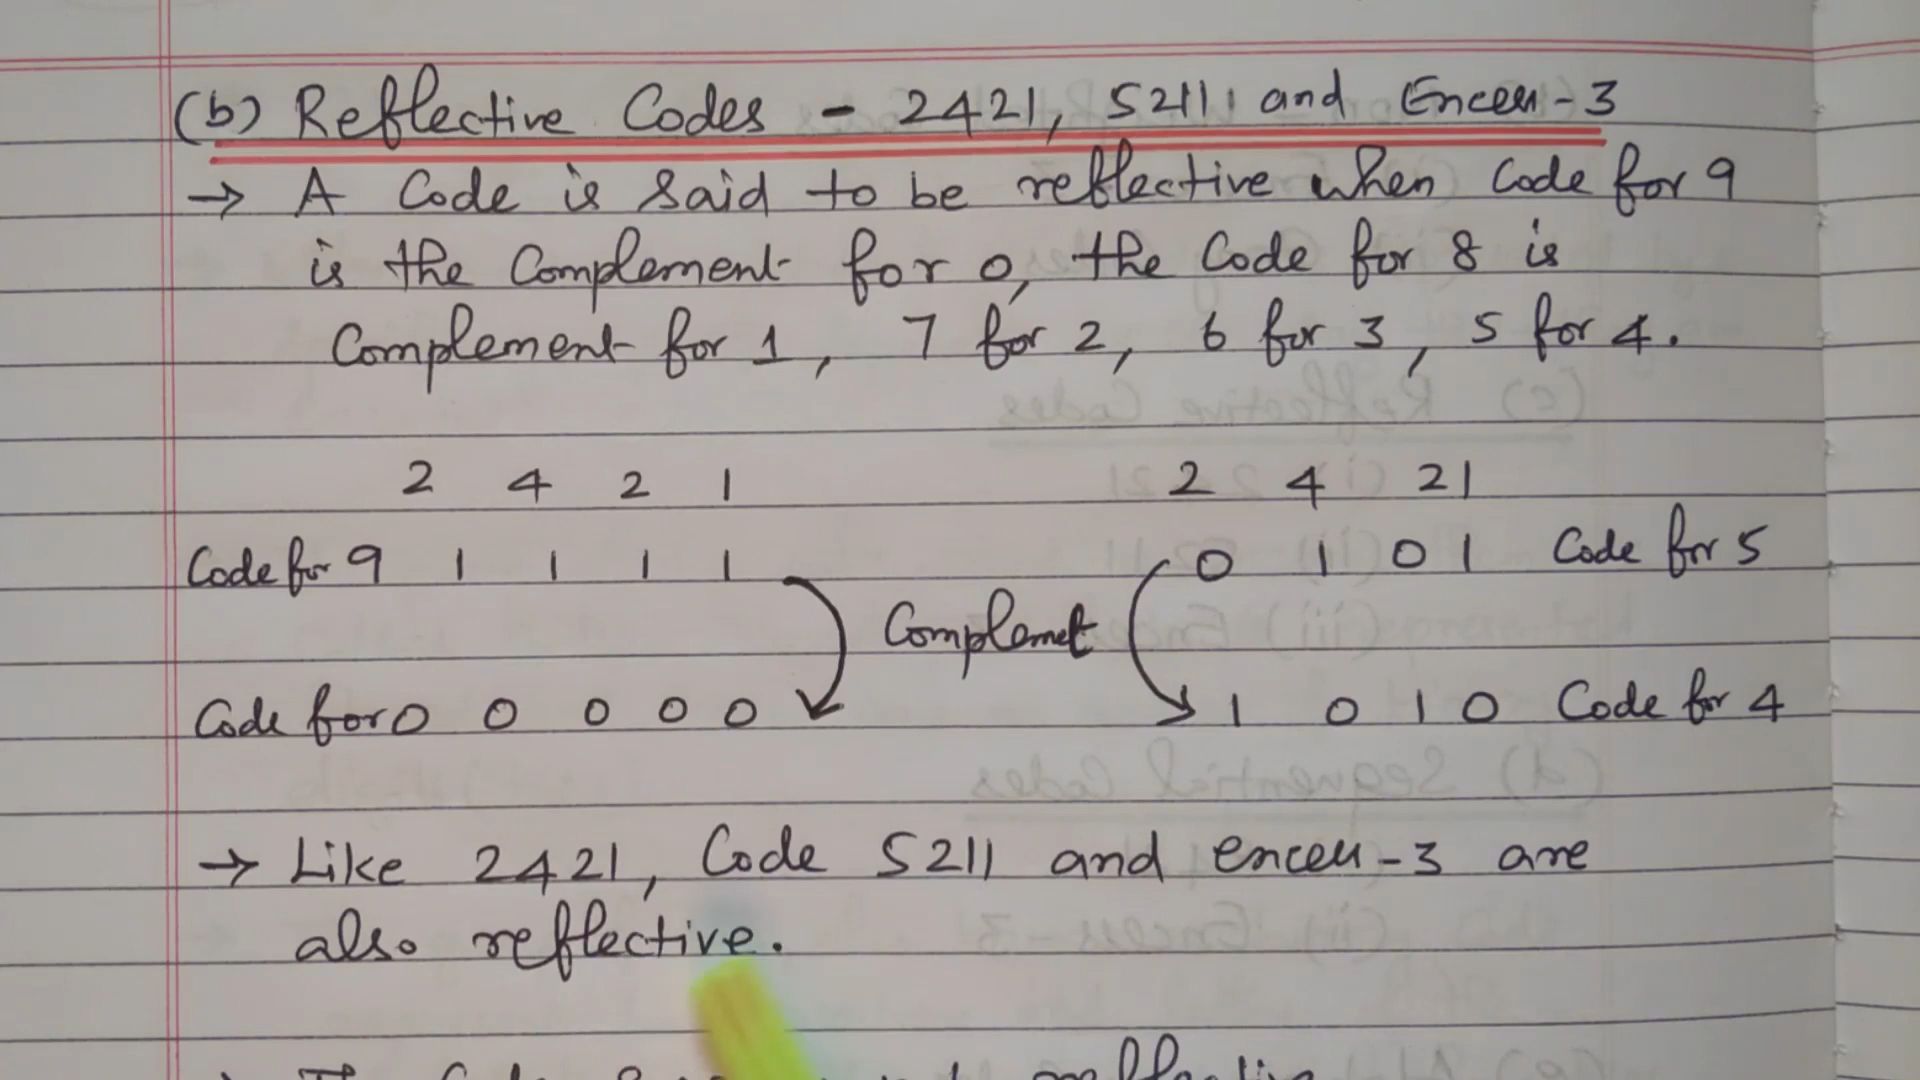 (b) Reflective Codes - 2421, 5211 and Excess-3
→ A Code is said to be reflective when Code for 9
is the Complement for 0, the Code for 8 is
Complement for 1, 7 for 2, 6 for 3, 5 for 4.
2 4 2 1 2 4 2 1
Code for 9 1 1 1 1 0 1 0 1 Code for 5
Complemet
Code for 0 0 0 0 0 1 0 1 0 Code for 4
→ Like 2421, Code 5211 and excess-3 are
also reflective.